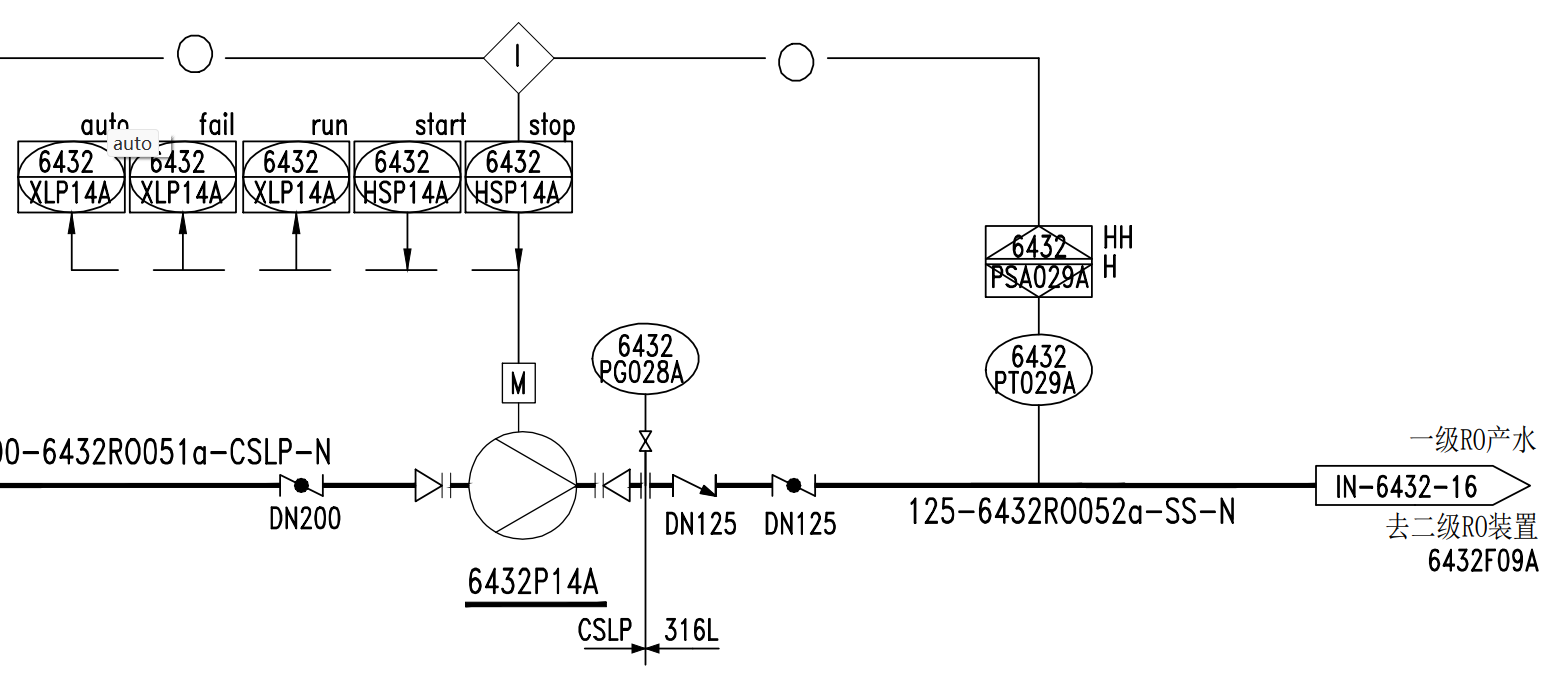 I
auto fail run start stop
auto
6432 6432 6432 6432 6432
XLP14A XLP14A XLP14A HSP14A HSP14A
6432 HH
PSA029A H
6432
PG028A
6432
PT029A
M
00-6432RO051a-CSLP-N
一级RO产水
IN-6432-16
DN200
DN125 DN125
125-6432RO052a-SS-N
去二级RO装置
6432F09A
6432P14A
CSLP 316L